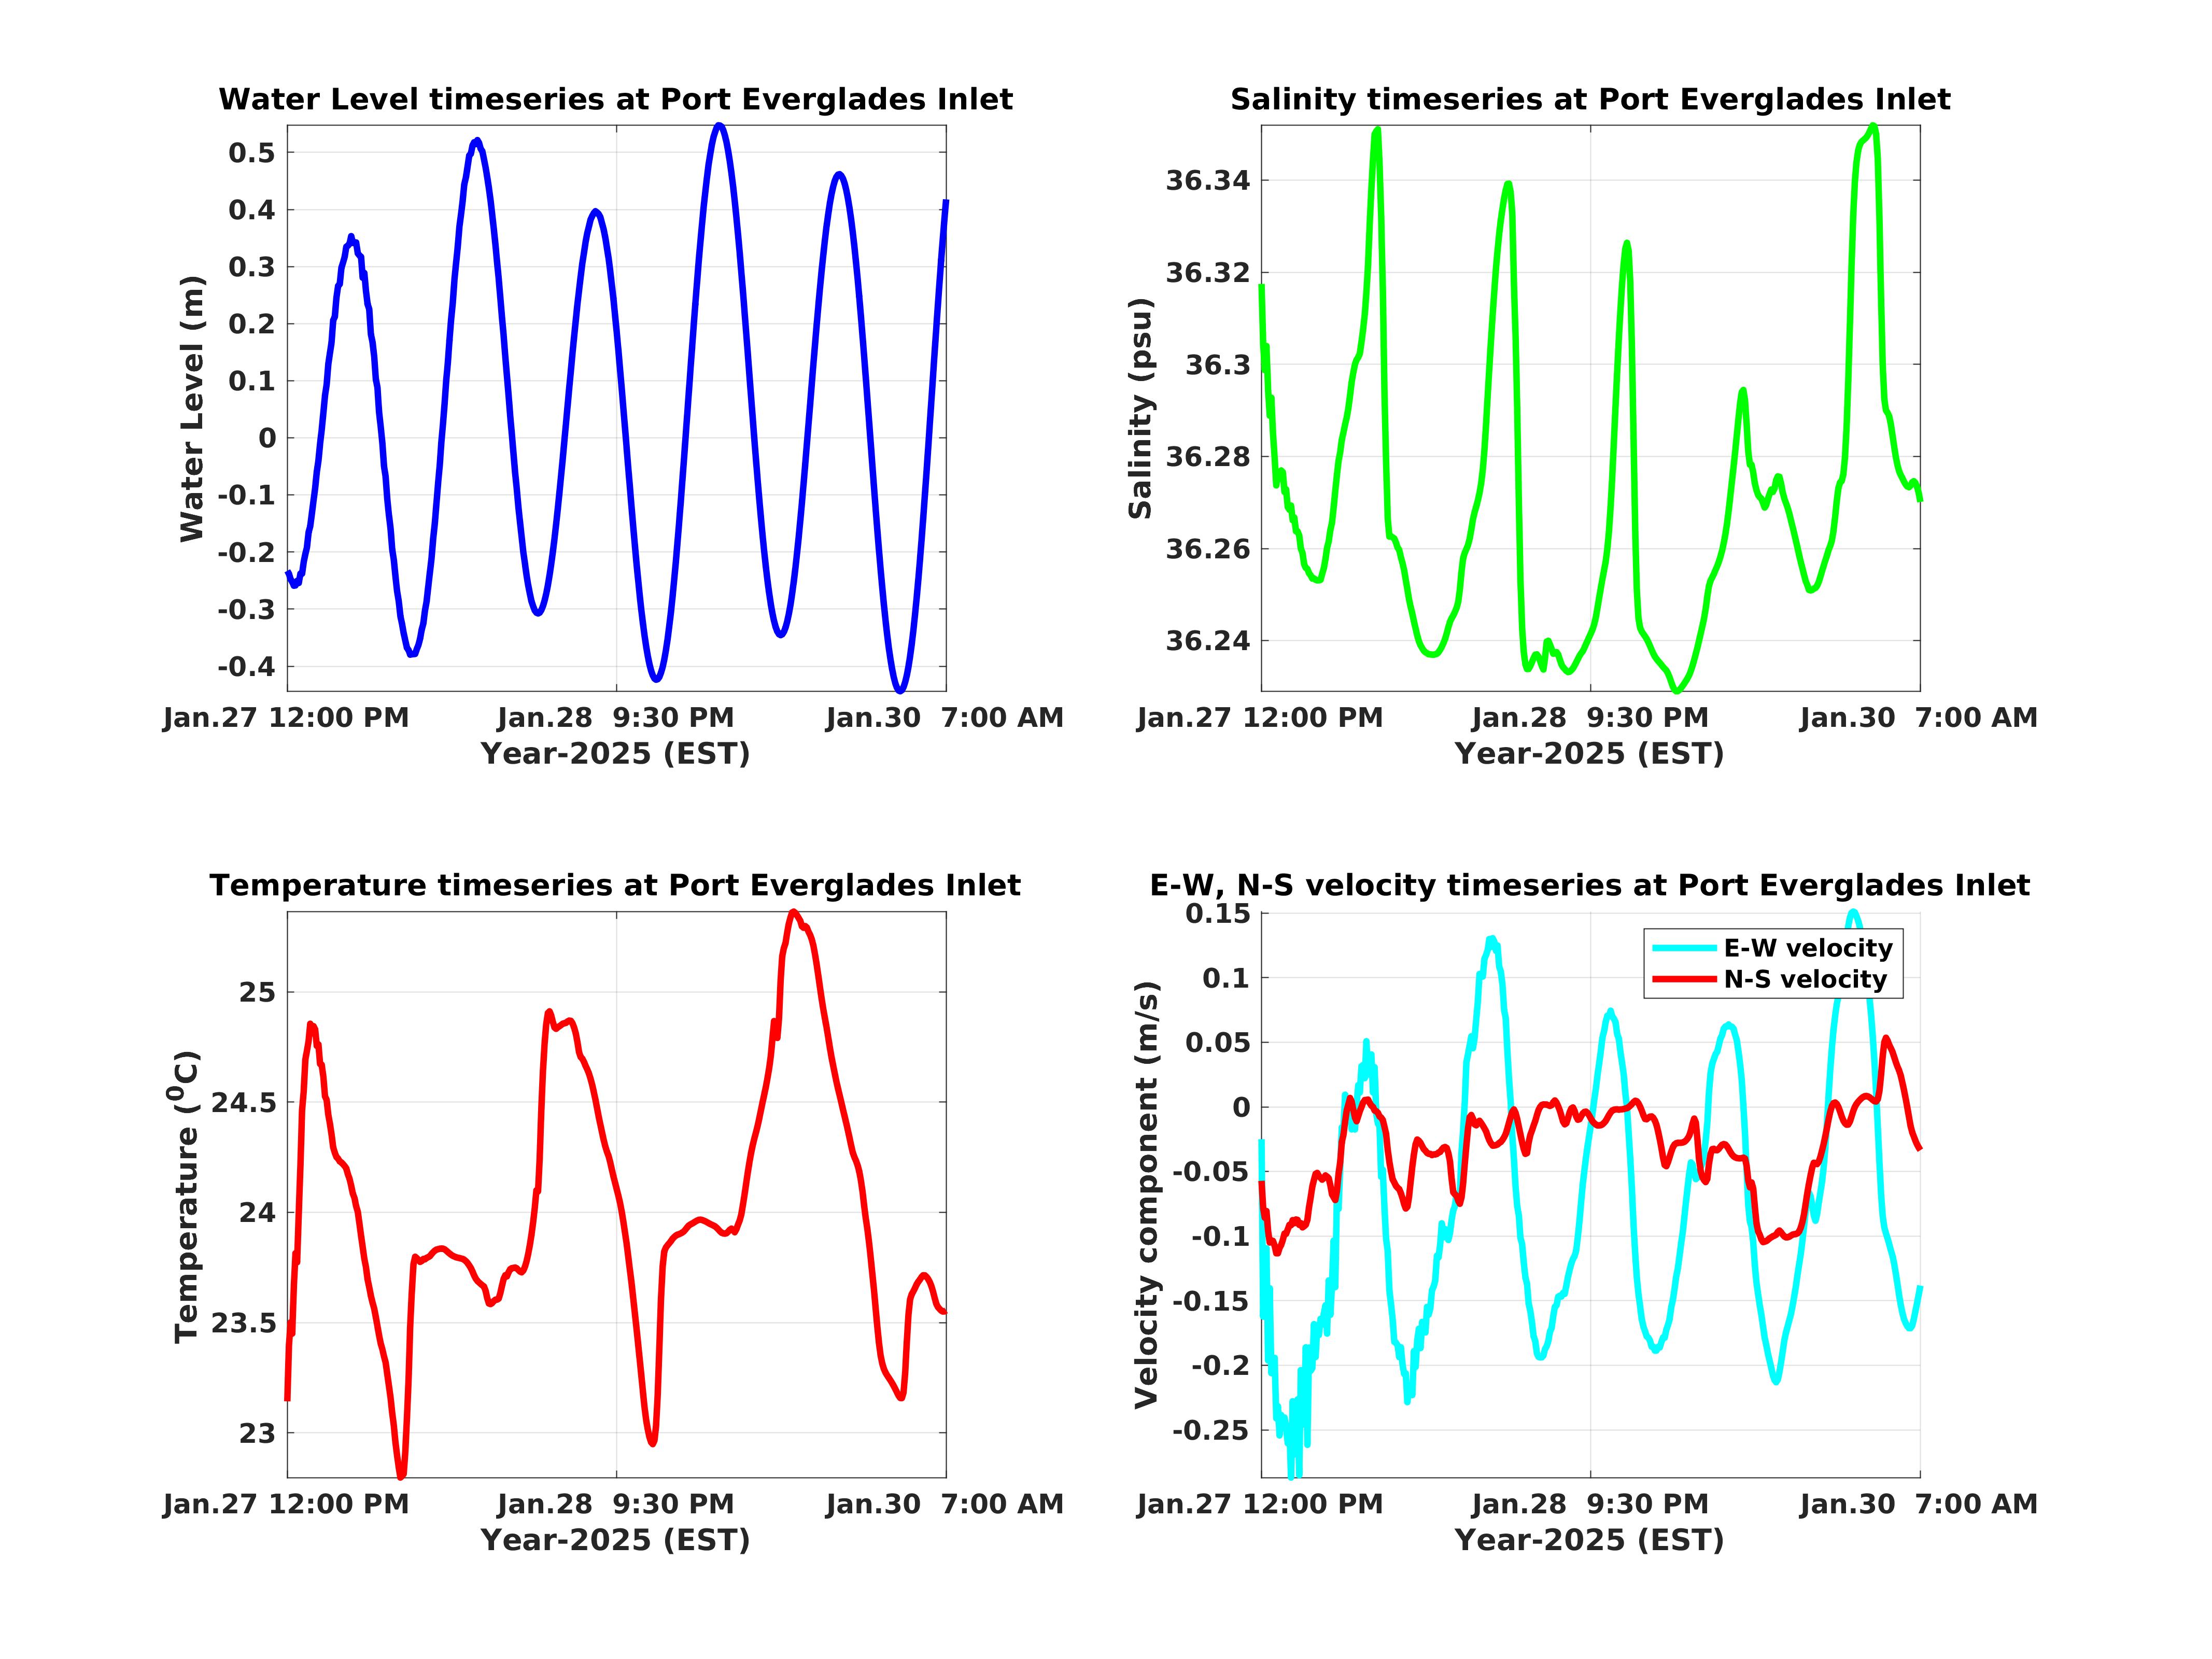 Water Level timeseries at Port Everglades Inlet
Water Level (m)
0.5
0.4
0.3
0.2
0.1
0
-0.1
-0.2
-0.3
-0.4
Jan.27 12:00 PM
Jan.28 9:30 PM
Jan.30 7:00 AM
Year-2025 (EST)
Salinity timeseries at Port Everglades Inlet
Salinity (psu)
36.34
36.32
36.3
36.28
36.26
36.24
Jan.27 12:00 PM
Jan.28 9:30 PM
Jan.30 7:00 AM
Year-2025 (EST)
Temperature timeseries at Port Everglades Inlet
Temperature (⁰C)
25
24.5
24
23.5
23
Jan.27 12:00 PM
Jan.28 9:30 PM
Jan.30 7:00 AM
Year-2025 (EST)
E-W, N-S velocity timeseries at Port Everglades Inlet
Velocity component (m/s)
0.15
0.1
0.05
0
-0.05
-0.1
-0.15
-0.2
-0.25
E-W velocity
N-S velocity
Jan.27 12:00 PM
Jan.28 9:30 PM
Jan.30 7:00 AM
Year-2025 (EST)